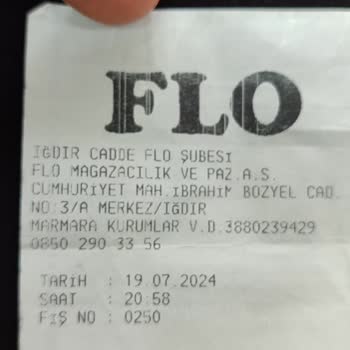 FLO
IĞDIR CADDE FLO ŞUBESİ
FLO MAGAZACILIK VE PAZ.A.S.
CUMHURİYET MAH.İBRAHİM BOZYEL CAD.
NO:3/A MERKEZ/IĞDIR
MARMARA KURUMLAR V.D.3880239429
0850 290 33 56
TARİH : 19.07.2024
SAAT : 20:58
FİŞ NO : 0250